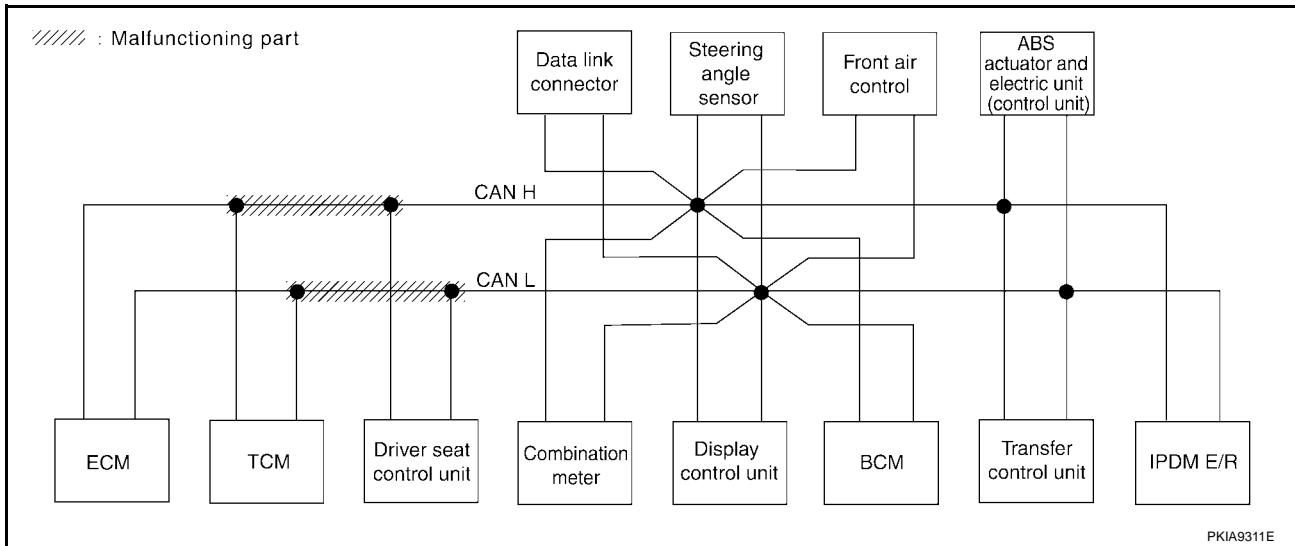 : Malfunctioning part
Data link
connector
Steering
angle
sensor
Front air
control
ABS
actuator and
electric unit
(control unit)
CAN H
CAN L
ECM
TCM
Driver seat
control unit
Combination
meter
Display
control unit
BCM
Transfer
control unit
IPDM E/R
PKIA9311E